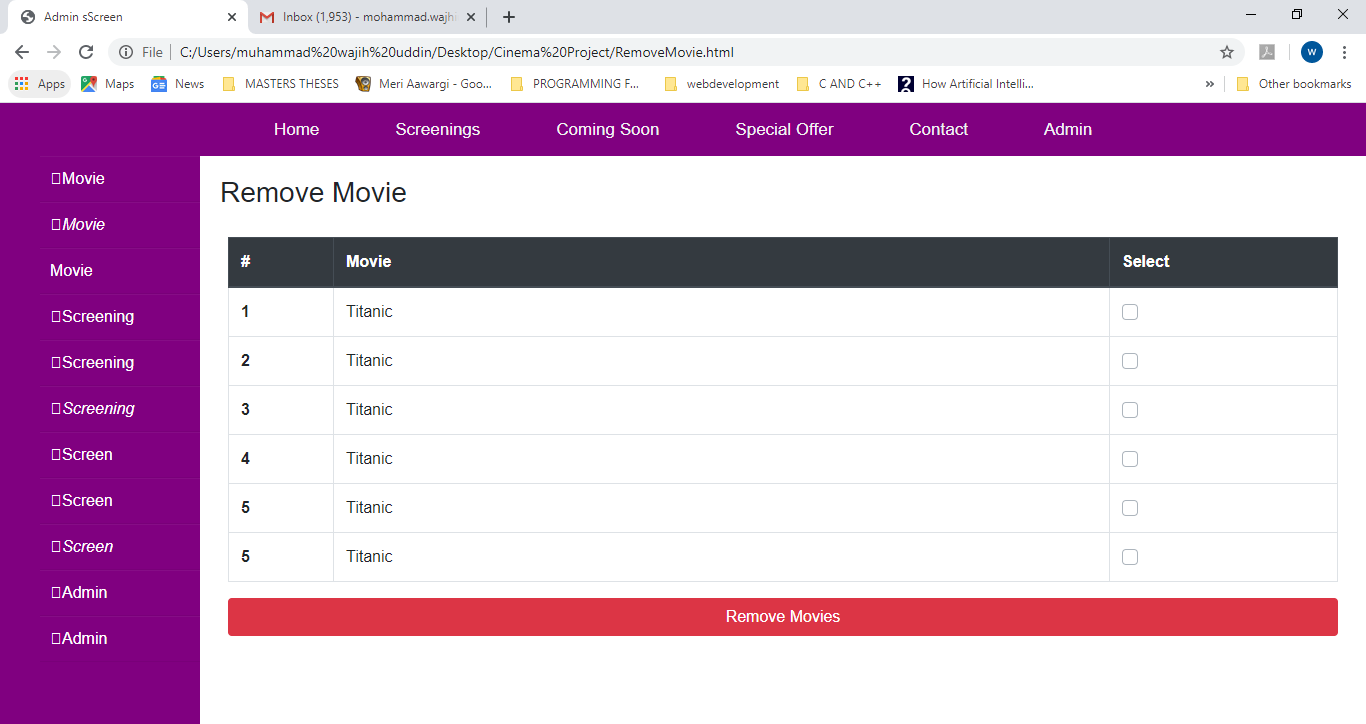 Admin sScreen
Inbox (1,953) - mohammad.wajhi
File C:/Users/muhammad%20wajih%20uddin/Desktop/Cinema%20Project/RemoveMovie.html
W
Apps Maps News MASTERS THESES Meri Aawargi - Goo... PROGRAMMING F... webdevelopment C AND C++ How Artificial Intelli... » Other bookmarks
Home Screenings Coming Soon Special Offer Contact Admin
Movie
Movie
Movie
Screening
Screening
Screening
Screen
Screen
Screen
Admin
Admin
Remove Movie
# Movie Select
1 Titanic
2 Titanic
3 Titanic
4 Titanic
5 Titanic
5 Titanic
Remove Movies